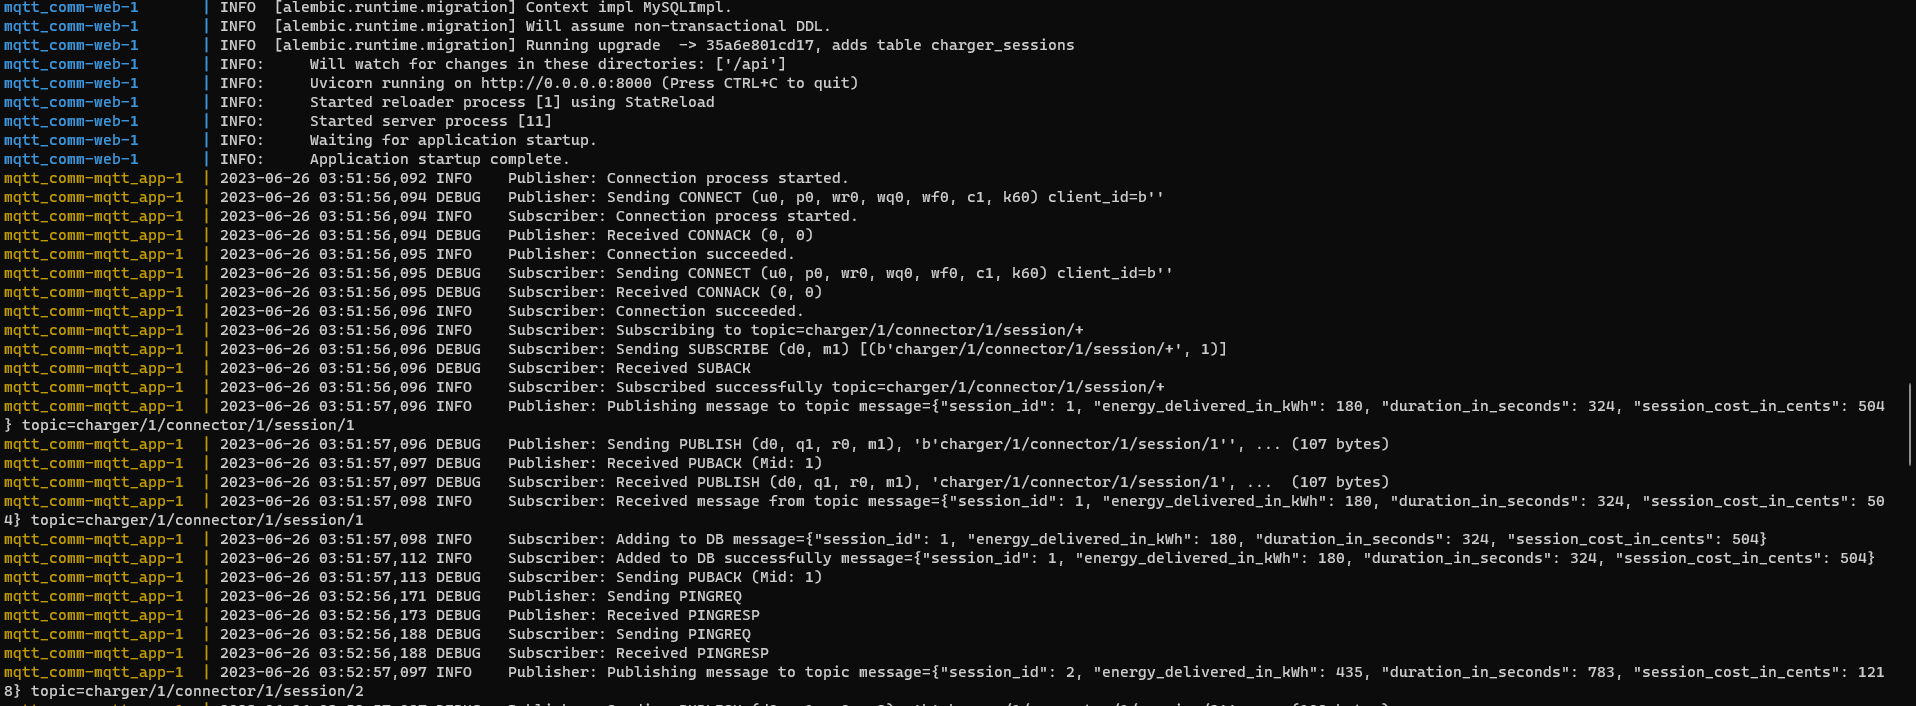 mqtt_comm-web-1 | INFO [alembic.runtime.migration] Context impl MySQLImpl.
mqtt_comm-web-1 | INFO [alembic.runtime.migration] Will assume non-transactional DDL.
mqtt_comm-web-1 | INFO [alembic.runtime.migration] Running upgrade -> 35a6e801cd17, adds table charger_sessions
mqtt_comm-web-1 | INFO: Will watch for changes in these directories: ['/api']
mqtt_comm-web-1 | INFO: Uvicorn running on http://0.0.0.0:8000 (Press CTRL+C to quit)
mqtt_comm-web-1 | INFO: Started reloader process [1] using StatReload
mqtt_comm-web-1 | INFO: Started server process [11]
mqtt_comm-web-1 | INFO: Waiting for application startup.
mqtt_comm-web-1 | INFO: Application startup complete.
mqtt_comm-mqtt_app-1 | 2023-06-26 03:51:56,092 INFO Publisher: Connection process started.
mqtt_comm-mqtt_app-1 | 2023-06-26 03:51:56,094 DEBUG Publisher: Sending CONNECT (u0, p0, wr0, wq0, wf0, c1, k60) client_id=b''
mqtt_comm-mqtt_app-1 | 2023-06-26 03:51:56,094 INFO Subscriber: Connection process started.
mqtt_comm-mqtt_app-1 | 2023-06-26 03:51:56,094 DEBUG Publisher: Received CONNACK (0, 0)
mqtt_comm-mqtt_app-1 | 2023-06-26 03:51:56,095 INFO Publisher: Connection succeeded.
mqtt_comm-mqtt_app-1 | 2023-06-26 03:51:56,095 DEBUG Subscriber: Sending CONNECT (u0, p0, wr0, wq0, wf0, c1, k60) client_id=b''
mqtt_comm-mqtt_app-1 | 2023-06-26 03:51:56,095 DEBUG Subscriber: Received CONNACK (0, 0)
mqtt_comm-mqtt_app-1 | 2023-06-26 03:51:56,096 INFO Subscriber: Connection succeeded.
mqtt_comm-mqtt_app-1 | 2023-06-26 03:51:56,096 INFO Subscriber: Subscribing to topic=charger/1/connector/1/session/+
mqtt_comm-mqtt_app-1 | 2023-06-26 03:51:56,096 DEBUG Subscriber: Sending SUBSCRIBE (d0, m1) [(b'charger/1/connector/1/session/+', 1)]
mqtt_comm-mqtt_app-1 | 2023-06-26 03:51:56,096 DEBUG Subscriber: Received SUBACK
mqtt_comm-mqtt_app-1 | 2023-06-26 03:51:56,096 INFO Subscriber: Subscribed successfully topic=charger/1/connector/1/session/+
mqtt_comm-mqtt_app-1 | 2023-06-26 03:51:57,096 INFO Publisher: Publishing message to topic message={"session_id": 1, "energy_delivered_in_kWh": 180, "duration_in_seconds": 324, "session_cost_in_cents": 504
} topic=charger/1/connector/1/session/1
mqtt_comm-mqtt_app-1 | 2023-06-26 03:51:57,096 DEBUG Publisher: Sending PUBLISH (d0, q1, r0, m1), 'b'charger/1/connector/1/session/1'', ... (107 bytes)
mqtt_comm-mqtt_app-1 | 2023-06-26 03:51:57,097 DEBUG Publisher: Received PUBACK (Mid: 1)
mqtt_comm-mqtt_app-1 | 2023-06-26 03:51:57,097 DEBUG Subscriber: Received PUBLISH (d0, q1, r0, m1), 'charger/1/connector/1/session/1', ... (107 bytes)
mqtt_comm-mqtt_app-1 | 2023-06-26 03:51:57,098 INFO Subscriber: Received message from topic message={"session_id": 1, "energy_delivered_in_kWh": 180, "duration_in_seconds": 324, "session_cost_in_cents": 50
4} topic=charger/1/connector/1/session/1
mqtt_comm-mqtt_app-1 | 2023-06-26 03:51:57,098 INFO Subscriber: Adding to DB message={"session_id": 1, "energy_delivered_in_kWh": 180, "duration_in_seconds": 324, "session_cost_in_cents": 504}
mqtt_comm-mqtt_app-1 | 2023-06-26 03:51:57,112 INFO Subscriber: Added to DB successfully message={"session_id": 1, "energy_delivered_in_kWh": 180, "duration_in_seconds": 324, "session_cost_in_cents": 504}
mqtt_comm-mqtt_app-1 | 2023-06-26 03:51:57,113 DEBUG Subscriber: Sending PUBACK (Mid: 1)
mqtt_comm-mqtt_app-1 | 2023-06-26 03:52:56,171 DEBUG Publisher: Sending PINGREQ
mqtt_comm-mqtt_app-1 | 2023-06-26 03:52:56,173 DEBUG Publisher: Received PINGRESP
mqtt_comm-mqtt_app-1 | 2023-06-26 03:52:56,188 DEBUG Subscriber: Sending PINGREQ
mqtt_comm-mqtt_app-1 | 2023-06-26 03:52:56,188 DEBUG Subscriber: Received PINGRESP
mqtt_comm-mqtt_app-1 | 2023-06-26 03:52:57,097 INFO Publisher: Publishing message to topic message={"session_id": 2, "energy_delivered_in_kWh": 435, "duration_in_seconds": 783, "session_cost_in_cents": 121
8} topic=charger/1/connector/1/session/2